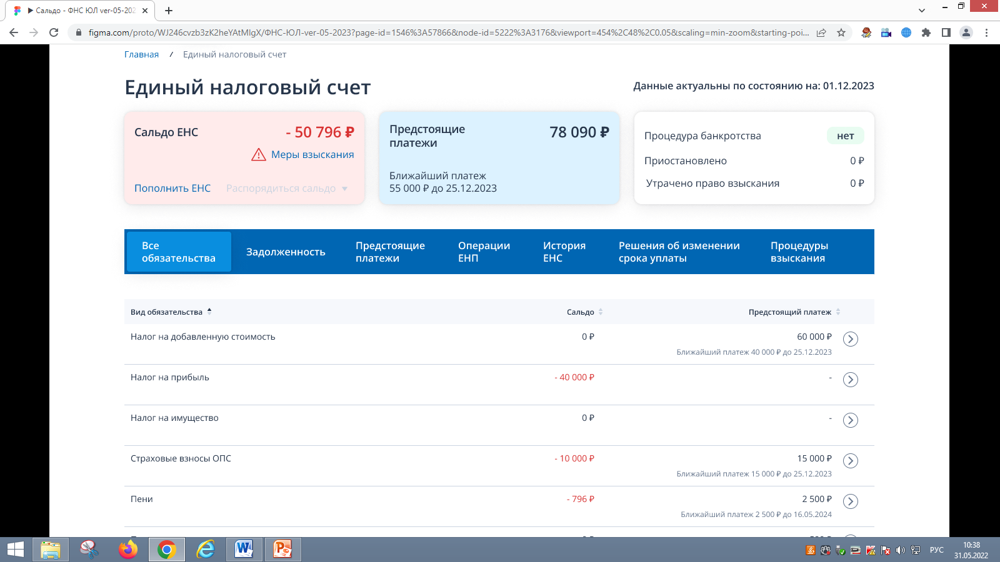 Сальдо - ФНС ЮЛ ver-05-202
figma.com/proto/WJ246cvzb3zK2heYAtMIgX/ФНС-ЮЛ-ver-05-2023?page-id=1546%3A57866&node-id=5222%3A3176&viewport=454%2C48%2C0.05&scaling=min-zoom&starting-poi...
Главная / Единый налоговый счет
Единый налоговый счет
Данные актуальны по состоянию на: 01.12.2023
Сальдо ЕНС
- 50 796 ₽
Меры взыскания
Пополнить ЕНС
Распорядиться сальдо
Предстоящие
платежи
78 090 ₽
Ближайший платеж
55 000 ₽ до 25.12.2023
Процедура банкротства
нет
Приостановлено
0 ₽
Утрачено право взыскания
0 ₽
Все
обязательства
Задолженность
Предстоящие
платежи
Операции
ЕНП
История
ЕНС
Решения об изменении
срока уплаты
Процедуры
взыскания
Вид обязательства
Сальдо
Предстоящий платеж
Налог на добавленную стоимость
0 ₽
60 000 ₽
Ближайший платеж 40 000 ₽ до 25.12.2023
Налог на прибыль
- 40 000 ₽
-
Налог на имущество
0 ₽
-
Страховые взносы ОПС
- 10 000 ₽
15 000 ₽
Ближайший платеж 15 000 ₽ до 25.12.2023
Пени
- 796 ₽
2 500 ₽
Ближайший платеж 2 500 ₽ до 16.05.2024
РУС
10:38
31.05.2022